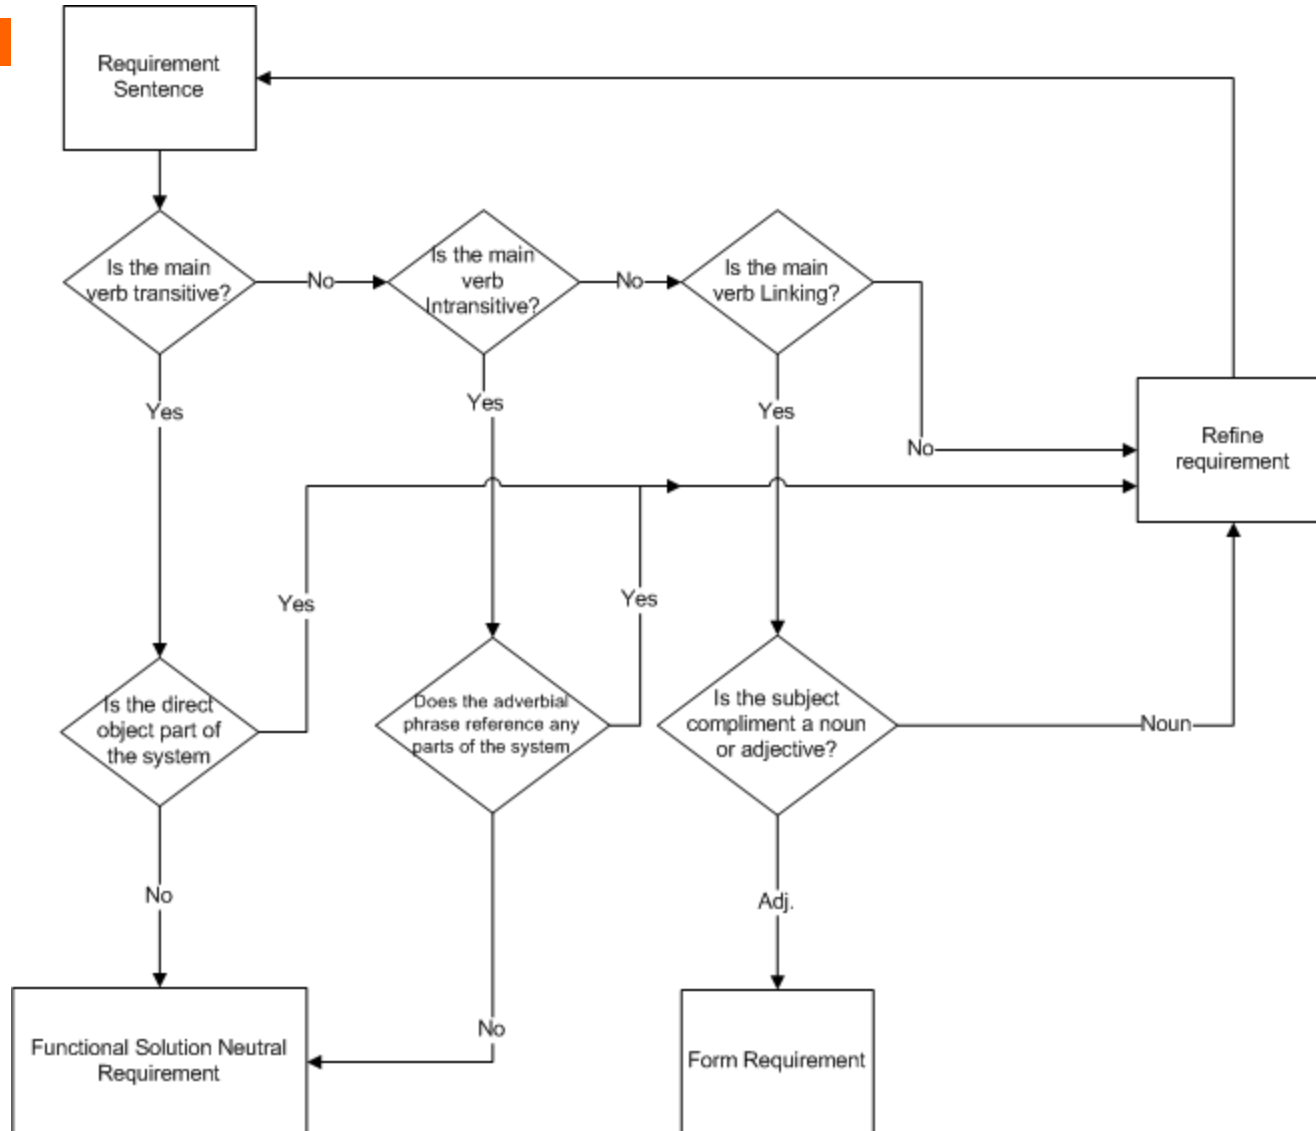 Requirement
Sentence
Is the main
verb transitive?
No
Is the main
verb
Intransitive?
No
Is the main
verb Linking?
Yes
Yes
Yes
No
Refine
requirement
Yes
Yes
Is the direct
object part of
the system
Does the adverbial
phrase reference any
parts of the system
Is the subject
compliment a noun
or adjective?
Noun
No
Adj.
No
Functional Solution Neutral
Requirement
Form Requirement